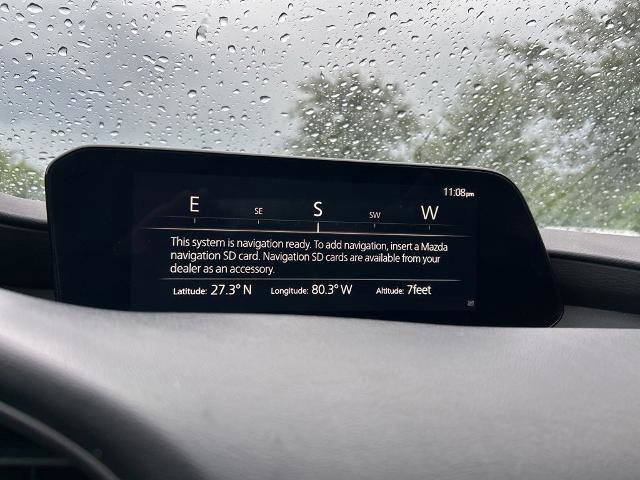 11:08pm
E SE S SW W
This system is navigation ready. To add navigation, insert a Mazda
navigation SD card. Navigation SD cards are available from your
dealer as an accessory.
Latitude: 27.3° N Longitude: 80.3° W Altitude: 7feet